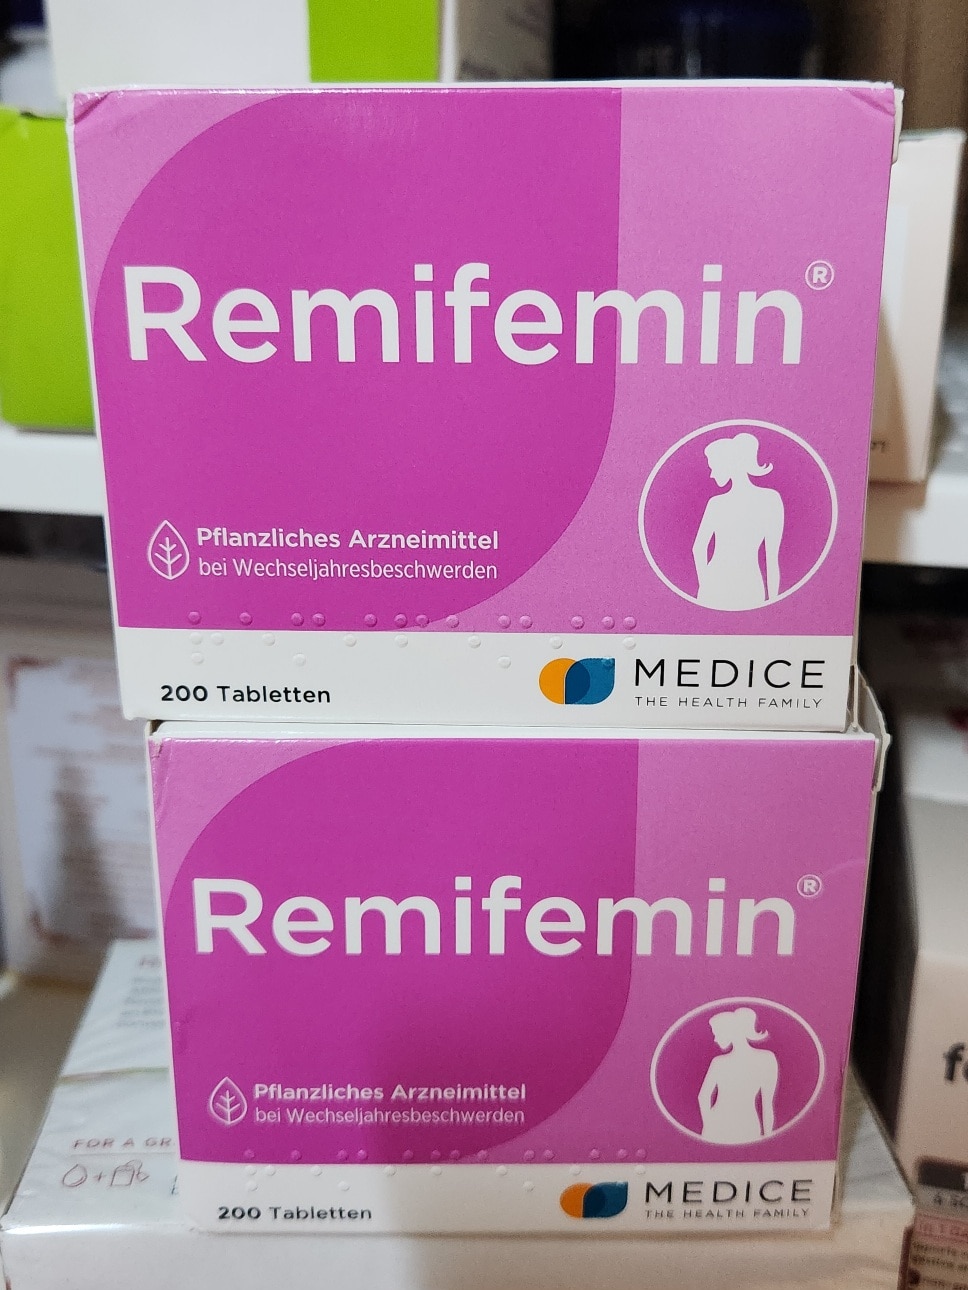 Remifemin®
Pflanzliches Arzneimittel
bei Wechseljahresbeschwerden
200 Tabletten
MEDICE
THE HEALTH FAMILY
Remifemin®
Pflanzliches Arzneimittel
bei Wechseljahresbeschwerden
200 Tabletten
MEDICE
THE HEALTH FAMILY
FOR A GR